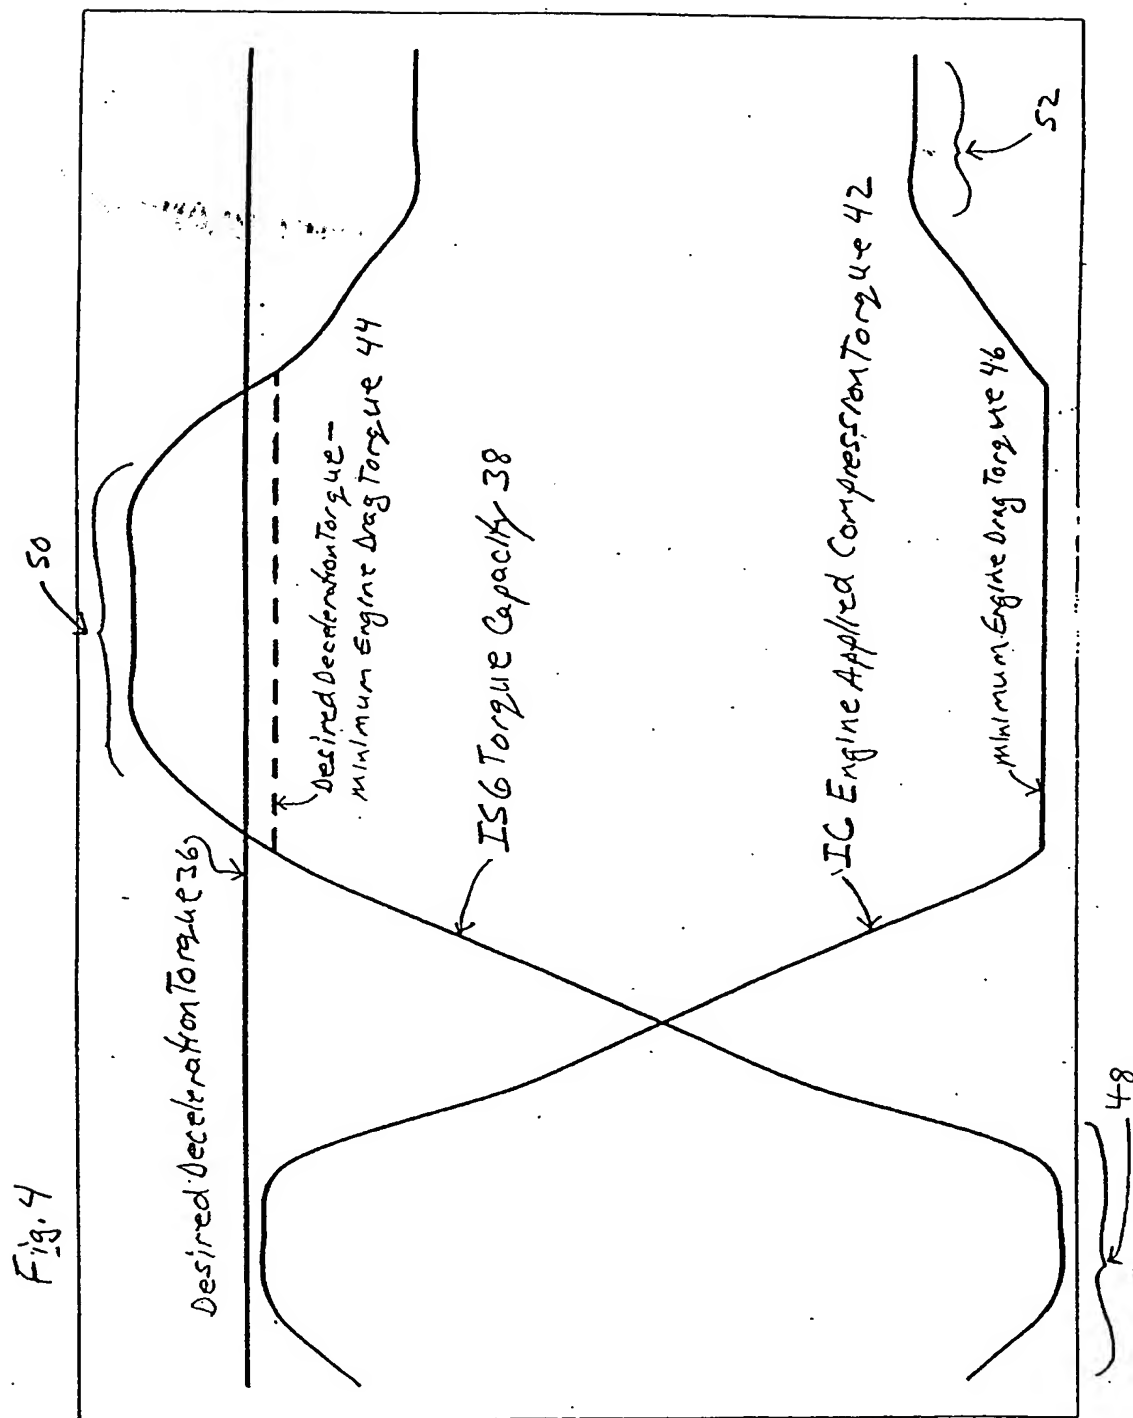 Fig. 4
50
Desired Deceleration Torque 36
Desired Deceleration Torque -
Minimum Engine Drag Torque 44
ISG Torque Capacity 38
IC Engine Applied Compression Torque 42
Minimum Engine Drag Torque 46
48
52